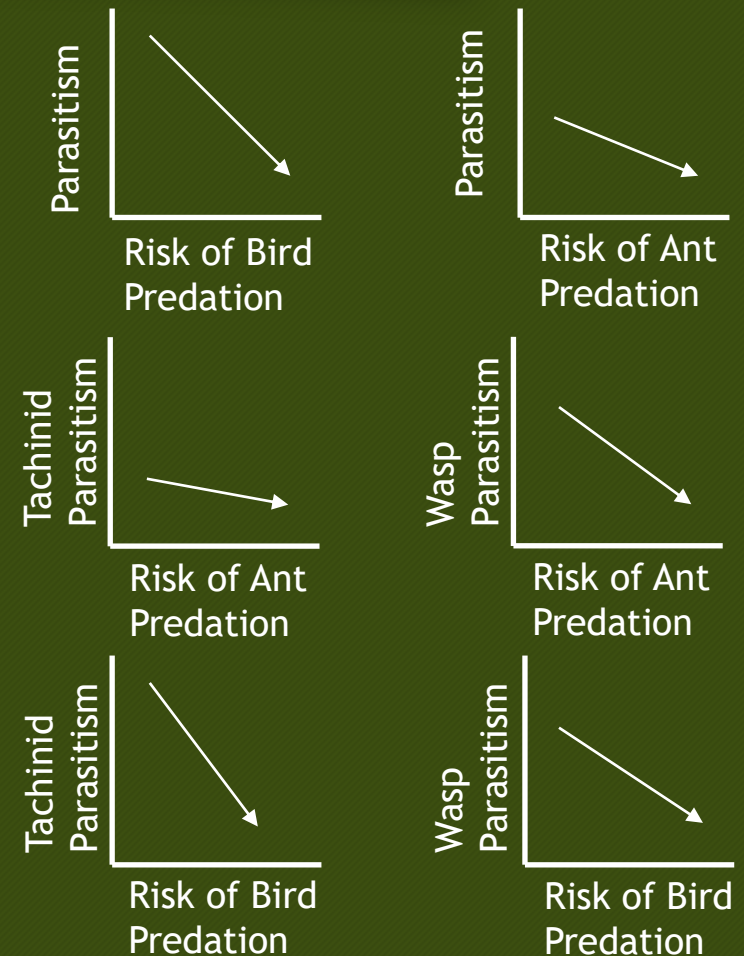 Parasitism
Risk of Bird
Predation
Parasitism
Risk of Ant
Predation
Tachinid
Parasitism
Risk of Ant
Predation
Wasp
Parasitism
Risk of Ant
Predation
Tachinid
Parasitism
Risk of Bird
Predation
Wasp
Parasitism
Risk of Bird
Predation